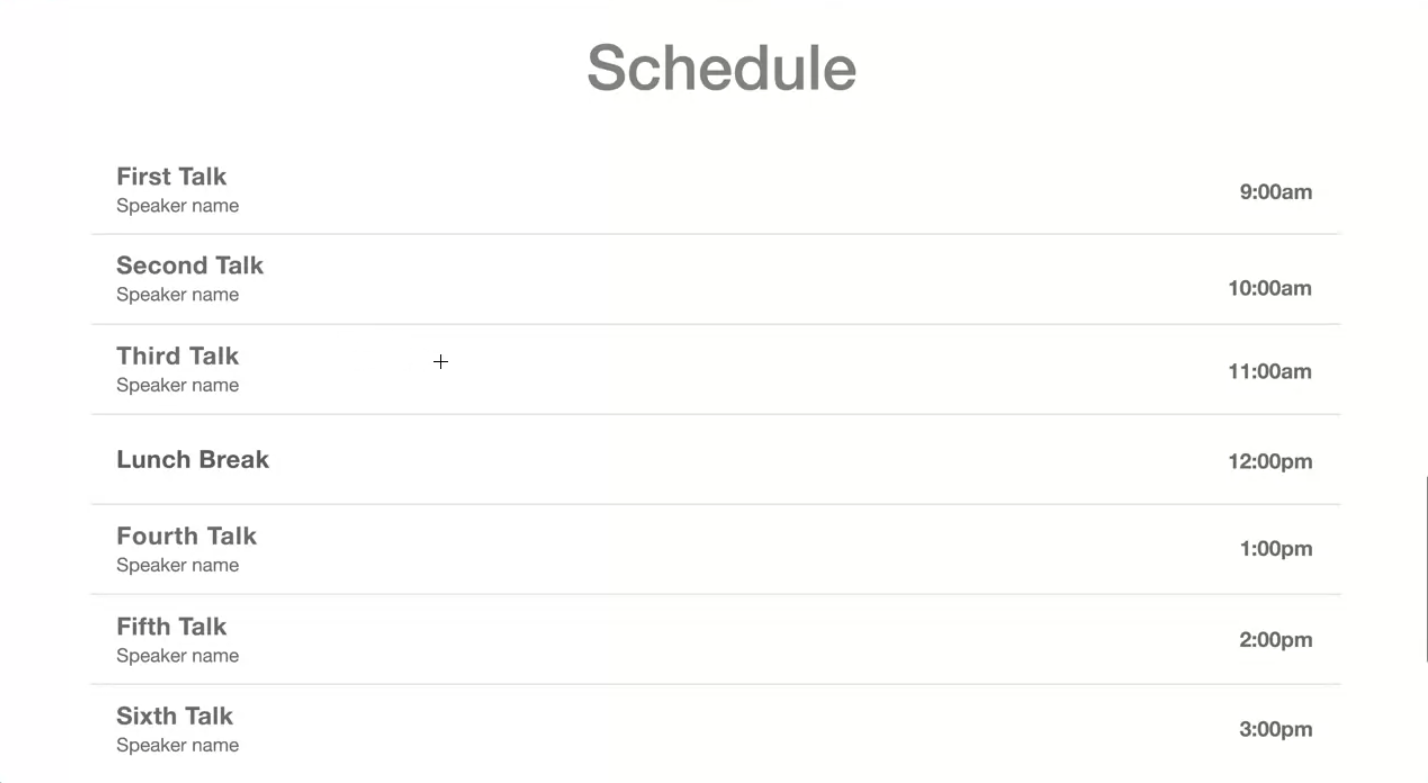 Schedule
First Talk
Speaker name
9:00am
Second Talk
Speaker name
10:00am
Third Talk
Speaker name
11:00am
Lunch Break
12:00pm
Fourth Talk
Speaker name
1:00pm
Fifth Talk
Speaker name
2:00pm
Sixth Talk
Speaker name
3:00pm